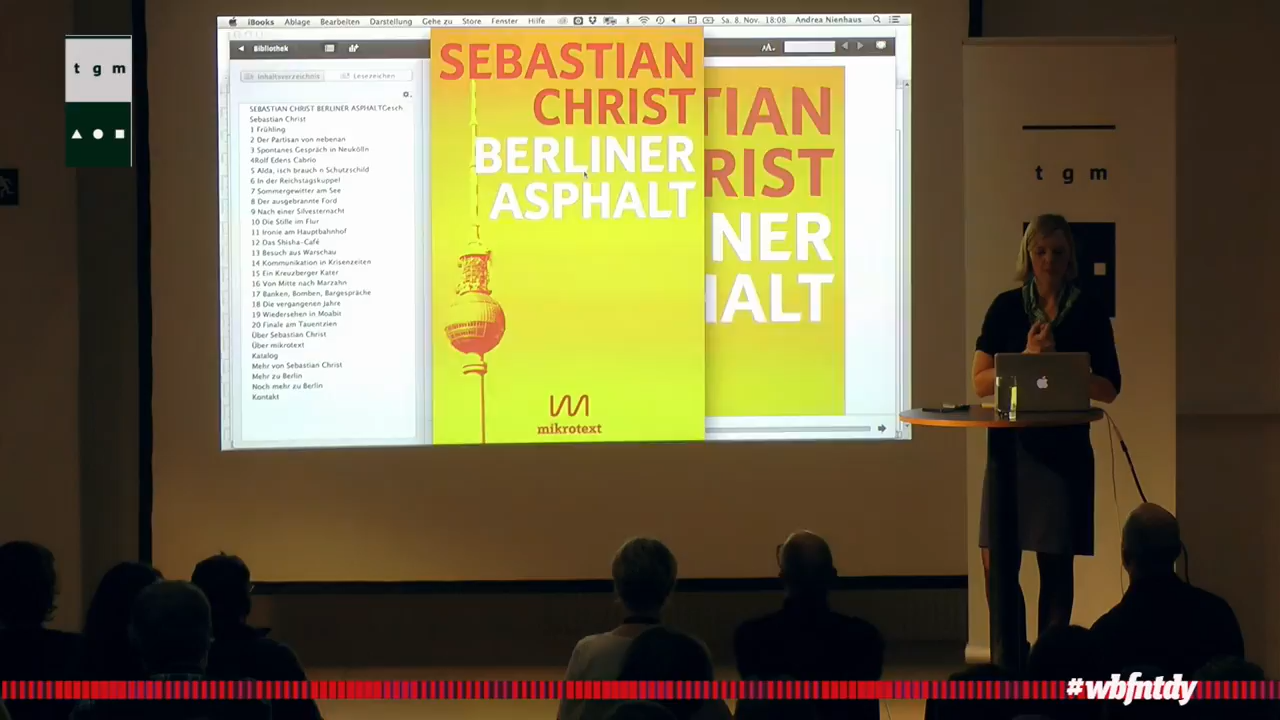 iBooks Ablage Bearbeiten Darstellung Gehe zu Store Fenster Hilfe Sa. 8. Nov. 18:08 Andrea Nienhaus
Bibliothek
Inhaltsverzeichnis Lesezeichen
SEBASTIAN CHRIST BERLINER ASPHALTGesch
Sebastian Christ
1 Frühling
2 Der Partisan von nebenan
3 Spontanes Gespräch in Neukölln
4Rolf Edens Cabrio
5 Alda, isch brauch n Schutzschild
6 In der Reichstagskuppel
7 Sommergewitter am See
8 Der ausgebrannte Ford
9 Nach einer Silvesternacht
10 Die Stille im Flur
11 Ironie am Hauptbahnhof
12 Das Shisha-Café
13 Besuch aus Warschau
14 Kommunikation in Krisenzeiten
15 Ein Kreuzberger Kater
16 Von Mitte nach Marzahn
17 Banken, Bomben, Bargespräche
18 Die vergangenen Jahre
19 Wiedersehen in Moabit
20 Finale am Tauentzien
Über Sebastian Christ
Über mikrotext
Katalog
Mehr von Sebastian Christ
Mehr zu Berlin
Noch mehr zu Berlin
Kontakt
SEBASTIAN
CHRIST
BERLINER
ASPHALT
mikrotext
TIAN
RIST
NER
HALT
tgm
tgm
#wbfntdy